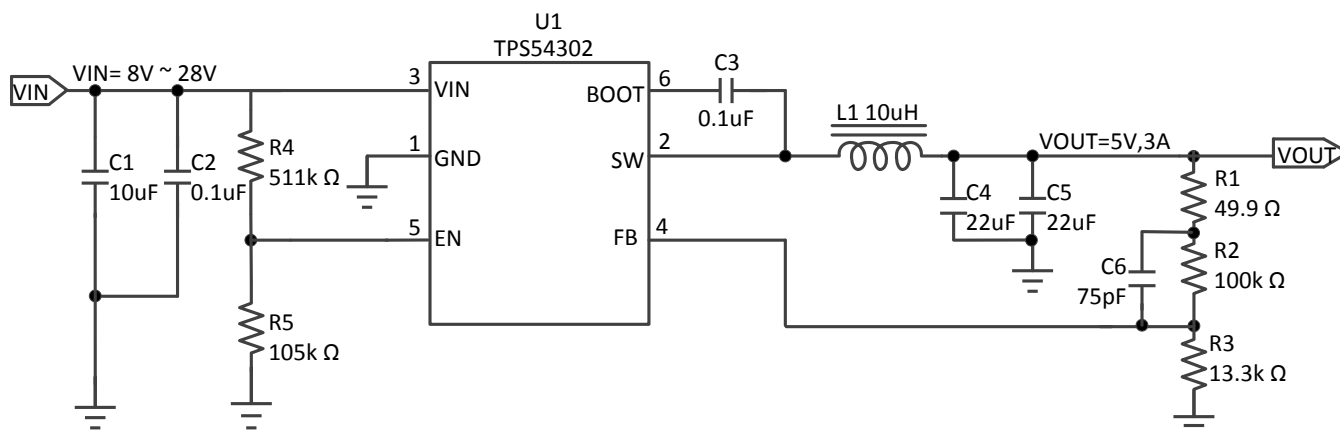 U1
TPS54302
VIN
VIN= 8V ~ 28V
3
VIN
BOOT
6
C3
0.1uF
1
GND
SW
2
L1 10uH
VOUT=5V,3A
VOUT
C1
10uF
C2
0.1uF
R4
511k Ω
5
EN
FB
4
C4
22uF
C5
22uF
R1
49.9 Ω
C6
75pF
R2
100k Ω
R5
105k Ω
R3
13.3k Ω